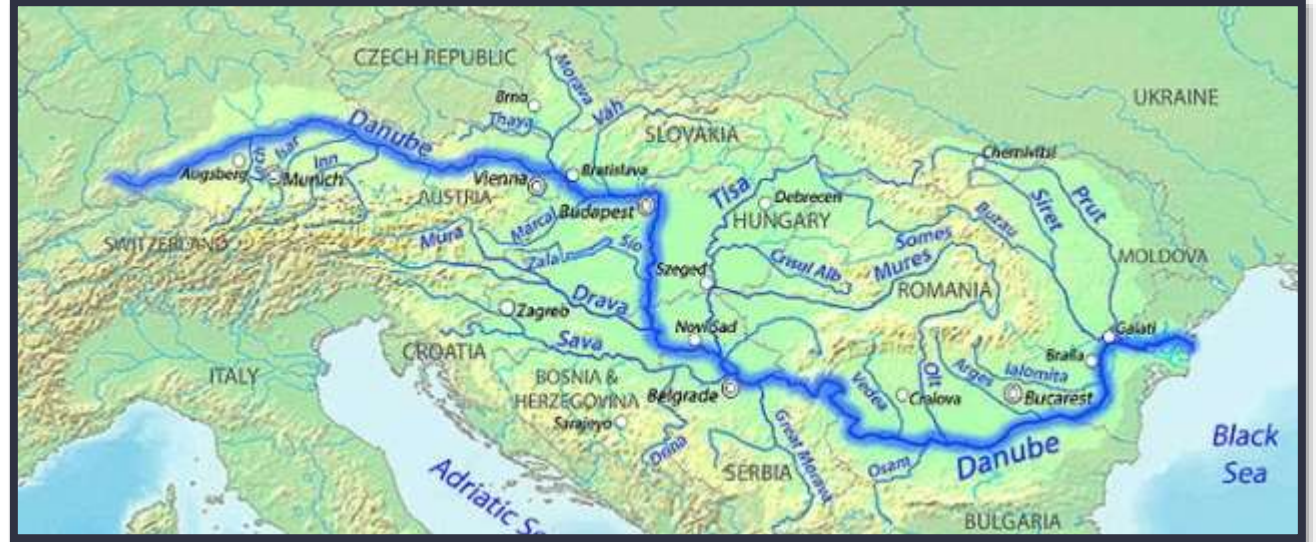 CZECH REPUBLIC
UKRAINE
Brno
Morava
Thaya
Váh
SLOVAKIA
Danube
Augsberg
Lech
Isar
Inn
Munich
Vienna
Bratislava
AUSTRIA
Budapest
Tisa
Debrecen
HUNGARY
Chernivtsi
Siret
Prut
Buzau
MOLDOVA
SWITZERLAND
Mura
Marcal
Zala
Sio
Somes
Szeged
Crisul Alb
Mures
ROMANIA
Drava
Zagreb
Sava
Novi Sad
Galati
Braila
CROATIA
ITALY
BOSNIA &
HERZEGOVINA
Belgrade
Vedea
Craiova
Olt
Arges
Ialomita
Bucarest
Sarajevo
Drina
Great Morava
SERBIA
Osam
Danube
Black
Sea
Adriatic Se
BULGARIA